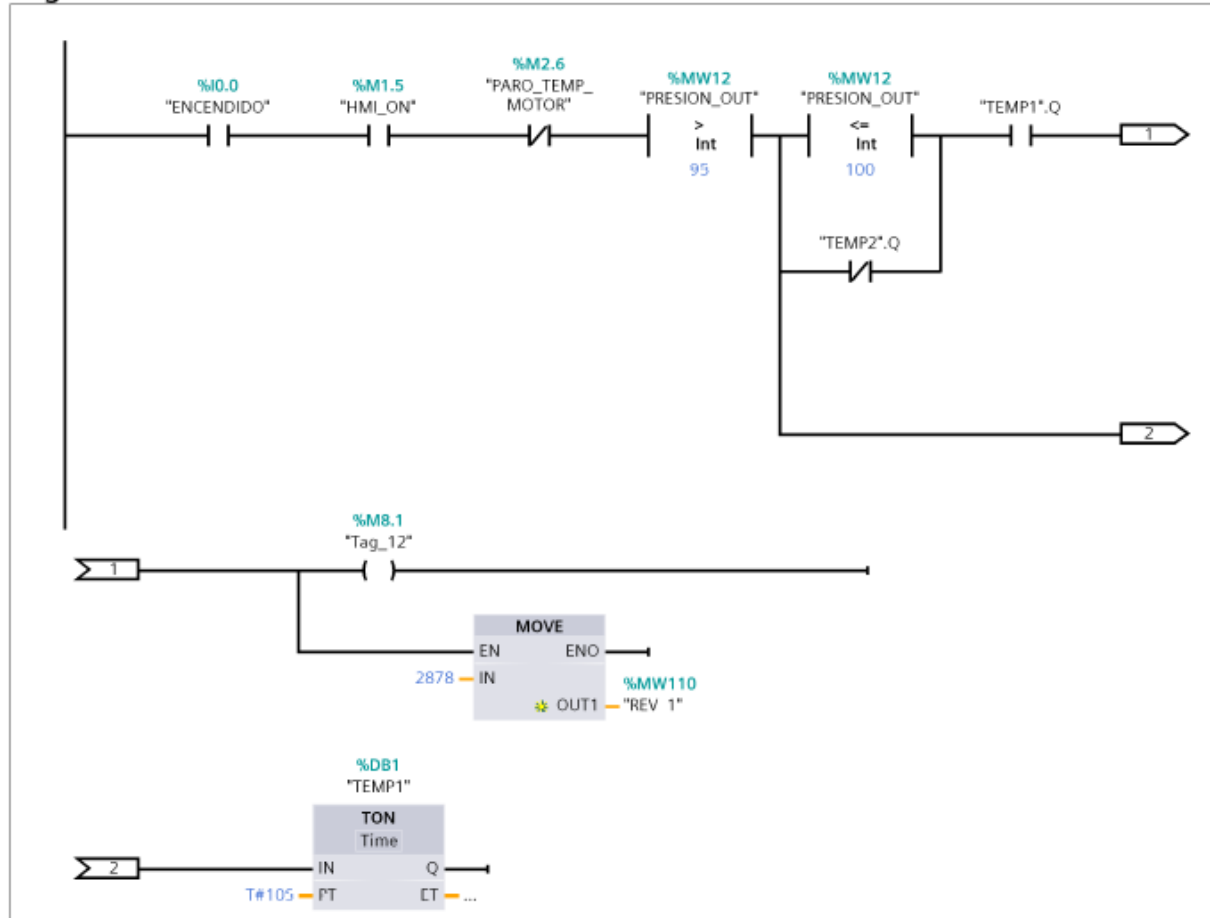 %I0.0
"ENCENDIDO"
%M1.5
"HMI_ON"
%M2.6
"PARO_TEMP_
MOTOR"
%MW12
"PRESION_OUT"
>
Int
95
%MW12
"PRESION_OUT"
<=
Int
100
"TEMP1".Q
1
"TEMP2".Q
2
1
%M8.1
"Tag_12"
MOVE
EN ENO
2878 IN
%MW110
OUT1 "REV 1"
%DB1
"TEMP1"
TON
Time
2
IN Q
PT ET ...